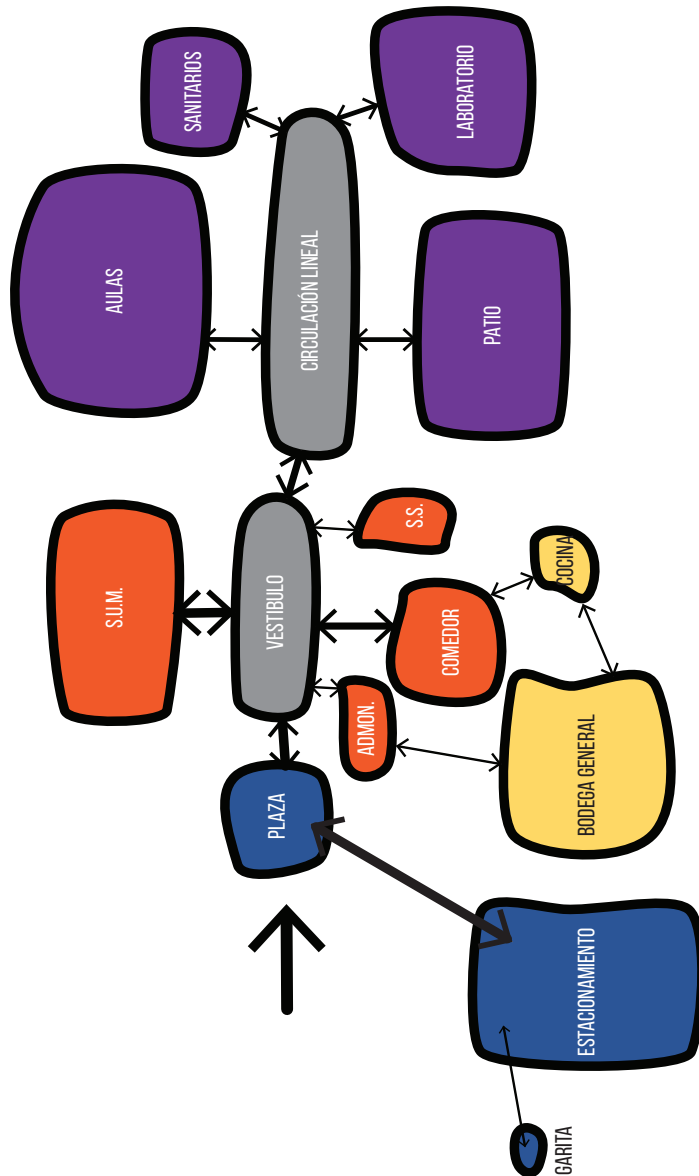 SANITARIOS
LABORATORIO
AULAS
CIRCULACIÓN LINEAL
PATIO
S.U.M.
VESTIBULO
S.S.
COCINA
COMEDOR
ADMON.
BODEGA GENERAL
PLAZA
ESTACIONAMIENTO
GARITA